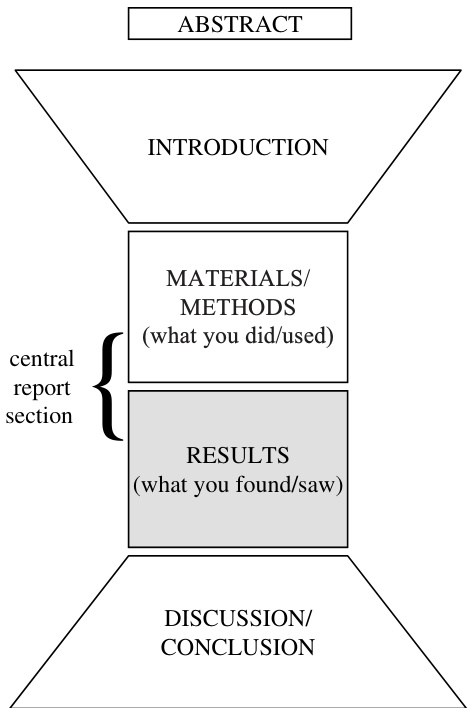 ABSTRACT
INTRODUCTION
MATERIALS/
METHODS
(what you did/used)
central
report
section
RESULTS
(what you found/saw)
DISCUSSION/
CONCLUSION